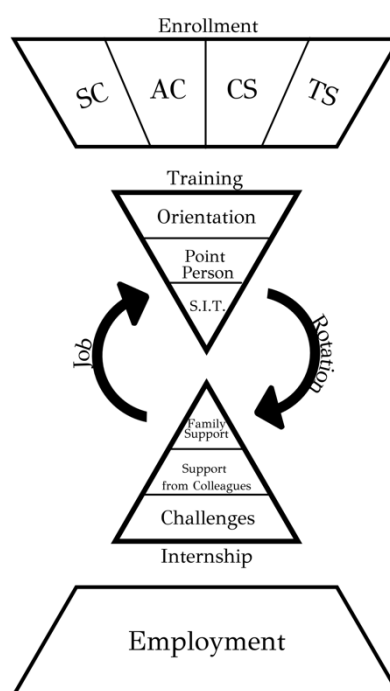 Enrollment
SC
AC
CS
TS
Training
Orientation
Point
Person
S.I.T.
Job
Rotation
Family
Support
Support
from Colleagues
Challenges
Internship
Employment